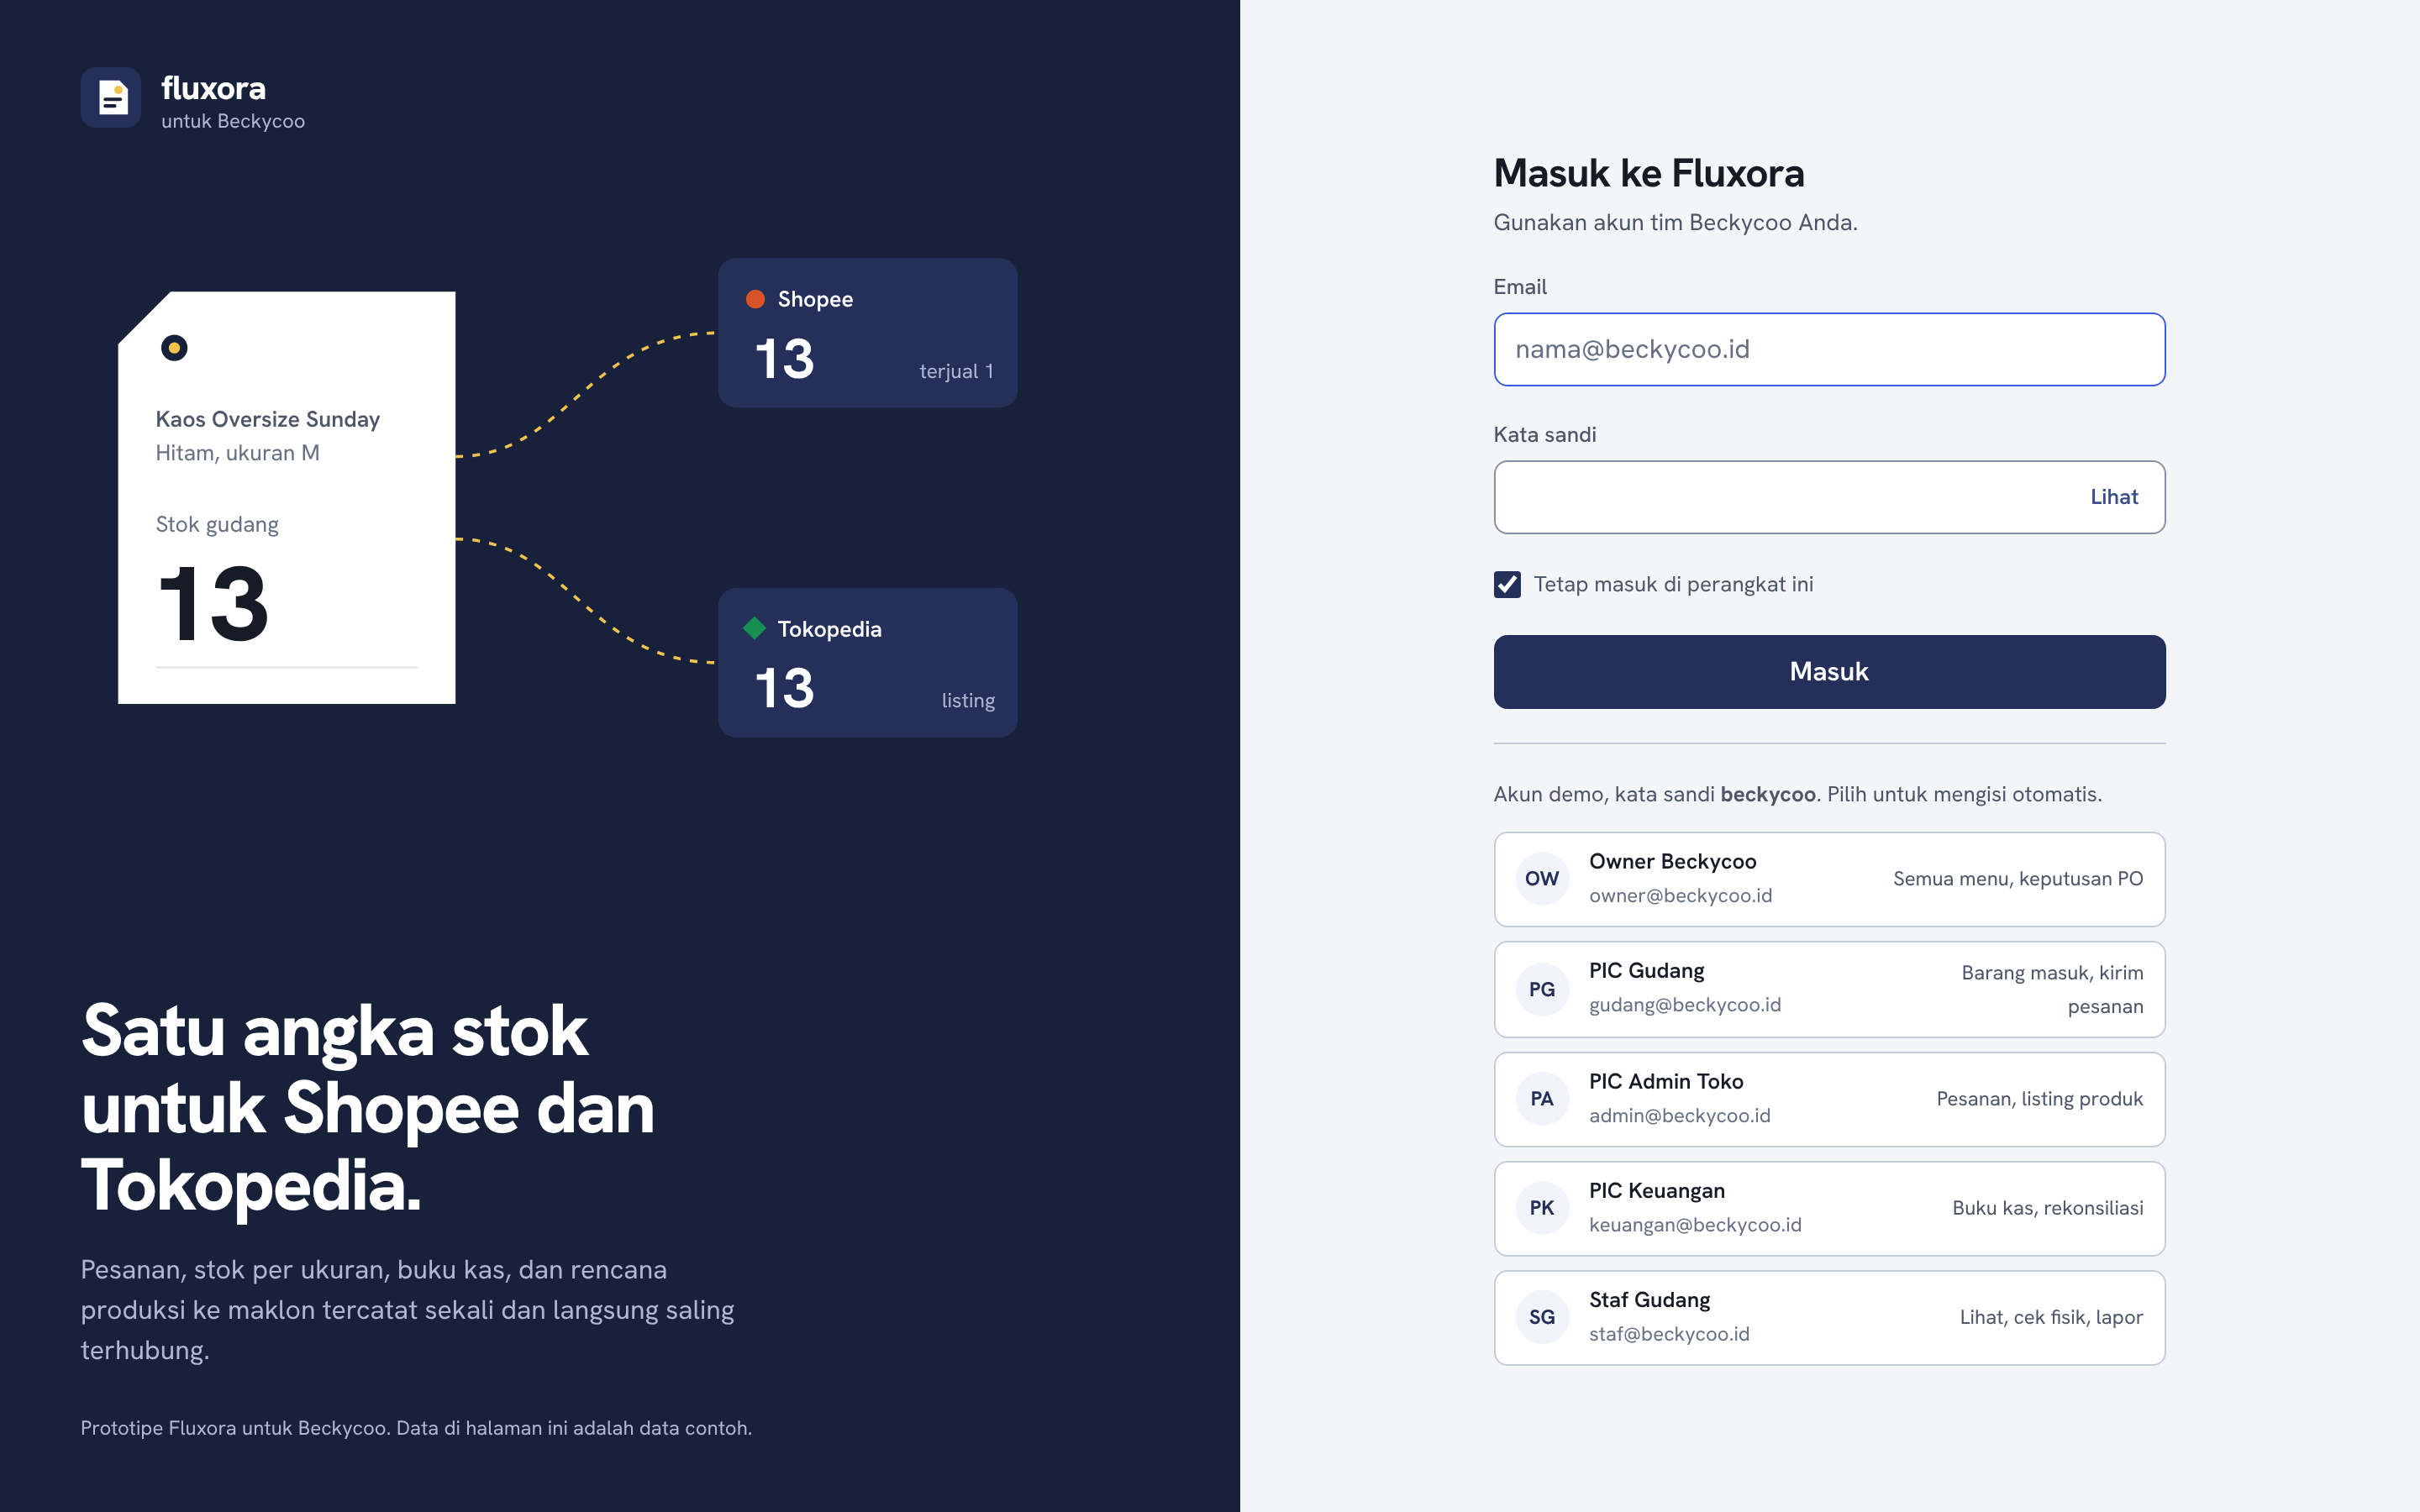 fluxora
untuk Beckycoo
Kaos Oversize Sunday
Hitam, ukuran M
Stok gudang
13
Shopee
13
terjual 1
Tokopedia
13
listing
Satu angka stok
untuk Shopee dan
Tokopedia.
Pesanan, stok per ukuran, buku kas, dan rencana
produksi ke maklon tercatat sekali dan langsung saling
terhubung.
Prototipe Fluxora untuk Beckycoo. Data di halaman ini adalah data contoh.
Masuk ke Fluxora
Gunakan akun tim Beckycoo Anda.
Email
nama@beckycoo.id
Kata sandi
Lihat
Tetap masuk di perangkat ini
Masuk
Akun demo, kata sandi beckycoo. Pilih untuk mengisi otomatis.
OW
Owner Beckycoo
owner@beckycoo.id
Semua menu, keputusan PO
PG
PIC Gudang
gudang@beckycoo.id
Barang masuk, kirim
pesanan
PA
PIC Admin Toko
admin@beckycoo.id
Pesanan, listing produk
PK
PIC Keuangan
keuangan@beckycoo.id
Buku kas, rekonsiliasi
SG
Staf Gudang
staf@beckycoo.id
Lihat, cek fisik, lapor